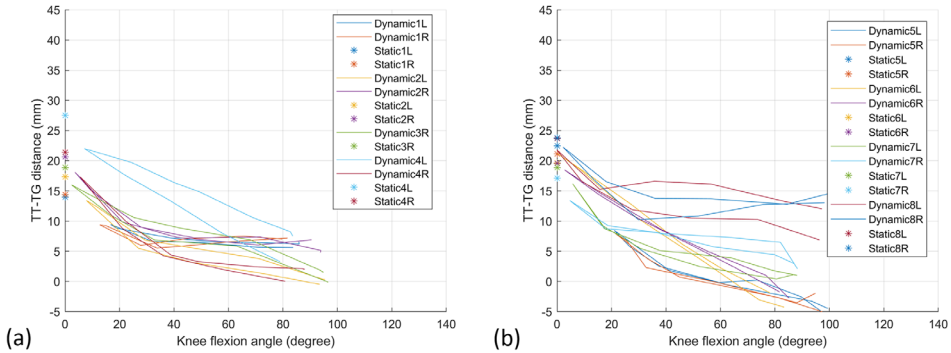 45
40
35
30
25
20
15
10
5
0
-5
TT-TG distance (mm)
0 20 40 60 80 100 120 140
Knee flexion angle (degree)
Dynamic1L
Dynamic1R
Static1L
Static1R
Dynamic2L
Dynamic2R
Static2L
Static2R
Dynamic3R
Static3R
Dynamic4L
Dynamic4R
Static4L
Static4R
(a)
45
40
35
30
25
20
15
10
5
0
-5
TT-TG distance (mm)
0 20 40 60 80 100 120 140
Knee flexion angle (degree)
Dynamic5L
Dynamic5R
Static5L
Static5R
Dynamic6L
Dynamic6R
Static6L
Static6R
Dynamic7L
Dynamic7R
Static7L
Static7R
Dynamic8L
Dynamic8R
Static8L
Static8R
(b)